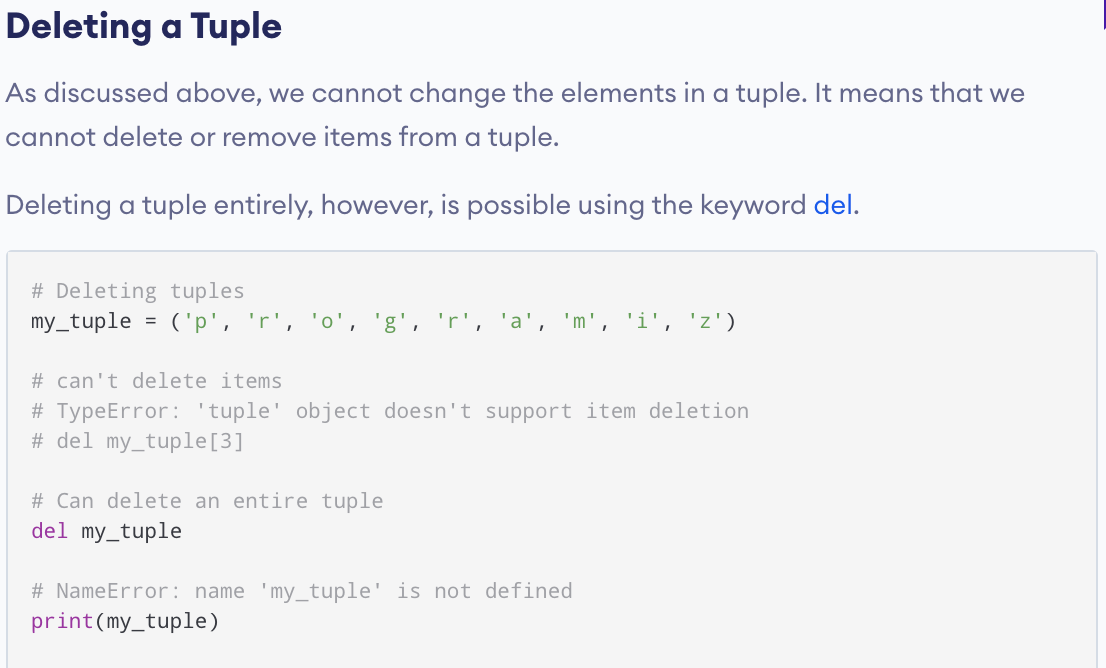 Deleting a Tuple
As discussed above, we cannot change the elements in a tuple. It means that we
cannot delete or remove items from a tuple.
Deleting a tuple entirely, however, is possible using the keyword del.
# Deleting tuples
my_tuple = ('p', 'r', 'o', 'g', 'r', 'a', 'm', 'i', 'z')
# can't delete items
# TypeError: 'tuple' object doesn't support item deletion
# del my_tuple[3]
# Can delete an entire tuple
del my_tuple
# NameError: name 'my_tuple' is not defined
print(my_tuple)